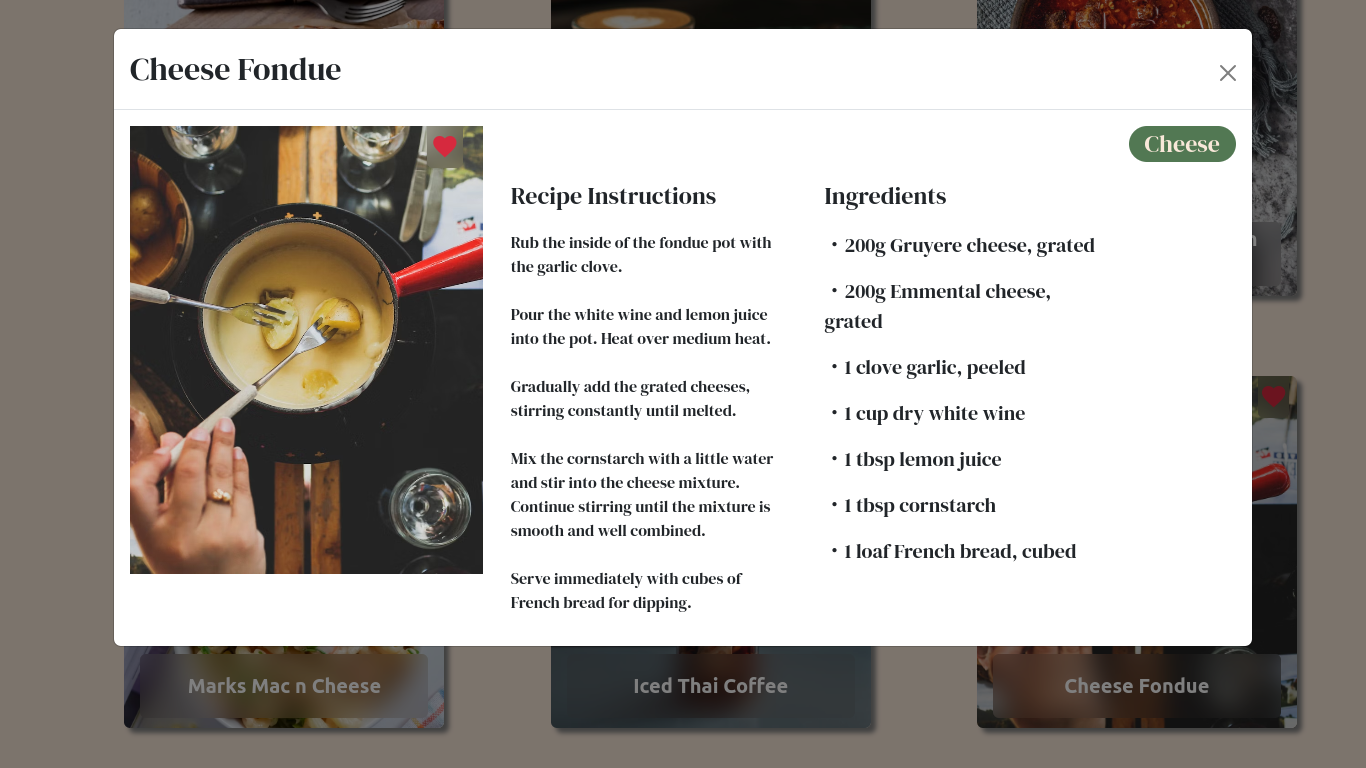 Cheese Fondue
Cheese
Recipe Instructions
Rub the inside of the fondue pot with
the garlic clove.
Pour the white wine and lemon juice
into the pot. Heat over medium heat.
Gradually add the grated cheeses,
stirring constantly until melted.
Mix the cornstarch with a little water
and stir into the cheese mixture.
Continue stirring until the mixture is
smooth and well combined.
Serve immediately with cubes of
French bread for dipping.
Ingredients
・200g Gruyere cheese, grated
・200g Emmental cheese,
grated
・1 clove garlic, peeled
・1 cup dry white wine
・1 tbsp lemon juice
・1 tbsp cornstarch
・1 loaf French bread, cubed
Marks Mac n Cheese
Iced Thai Coffee
Cheese Fondue